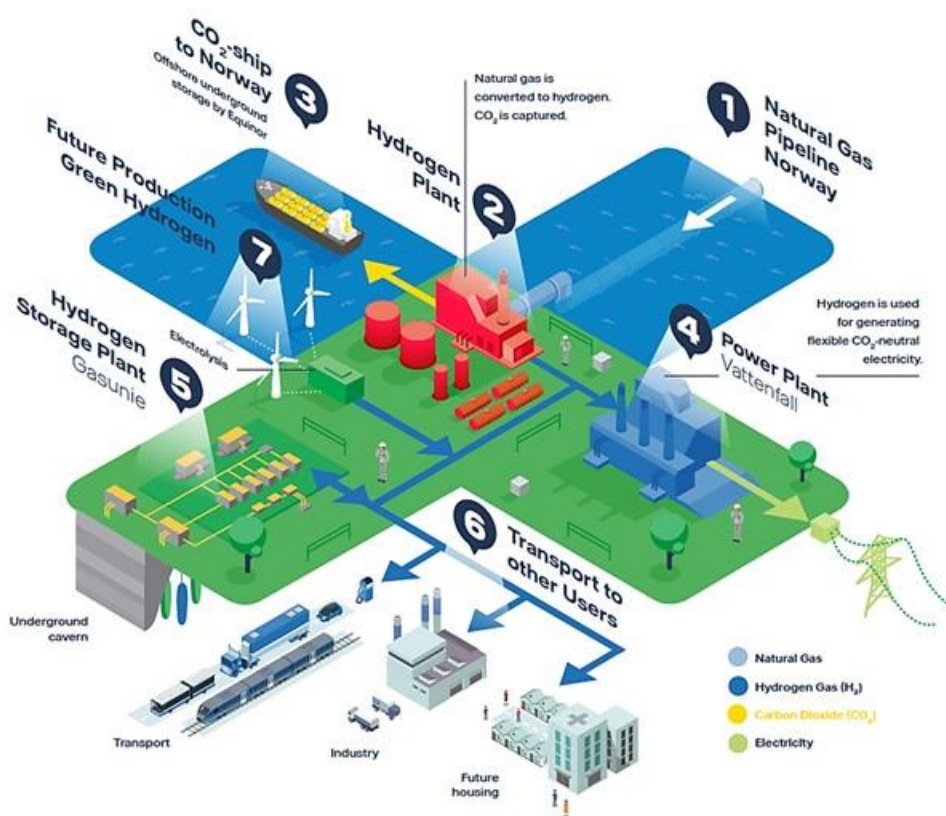 1
Natural Gas
Pipeline
Norway
Natural gas is
converted to hydrogen.
CO₂ is captured.
2
Hydrogen
Plant
3
CO₂-ship
to Norway
Offshore underground
storage by Equinor
7
Future Production
Green Hydrogen
Electrolysis
5
Hydrogen
Storage Plant
Gasunie
4
Power Plant
Vattenfall
Hydrogen is used
for generating
flexible CO₂-neutral
electricity.
6
Transport to
other Users
Underground
cavern
Transport
Industry
Future
housing
Natural Gas
Hydrogen Gas (H₂)
Carbon Dioxide (CO₂)
Electricity